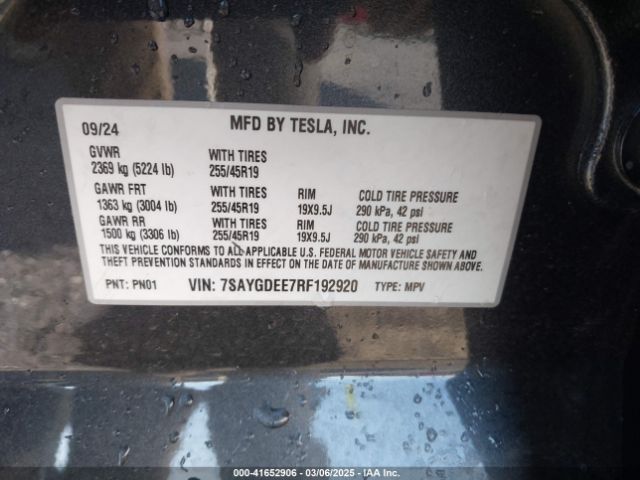 09/24 MFD BY TESLA, INC.
GVWR WITH TIRES
2369 kg (5224 lb) 255/45R19
GAWR FRT WITH TIRES RIM COLD TIRE PRESSURE
1363 kg (3004 lb) 255/45R19 19X9.5J 290 kPa, 42 psi
GAWR RR WITH TIRES RIM COLD TIRE PRESSURE
1500 kg (3306 lb) 255/45R19 19X9.5J 290 kPa, 42 psi
THIS VEHICLE CONFORMS TO ALL APPLICABLE U.S. FEDERAL MOTOR VEHICLE SAFETY AND
THEFT PREVENTION STANDARDS IN EFFECT ON THE DATE OF MANUFACTURE SHOWN ABOVE.
PNT: PN01 VIN: 7SAYGDEE7RF192920 TYPE: MPV
000-41652906 - 03/06/2025 - IAA Inc.